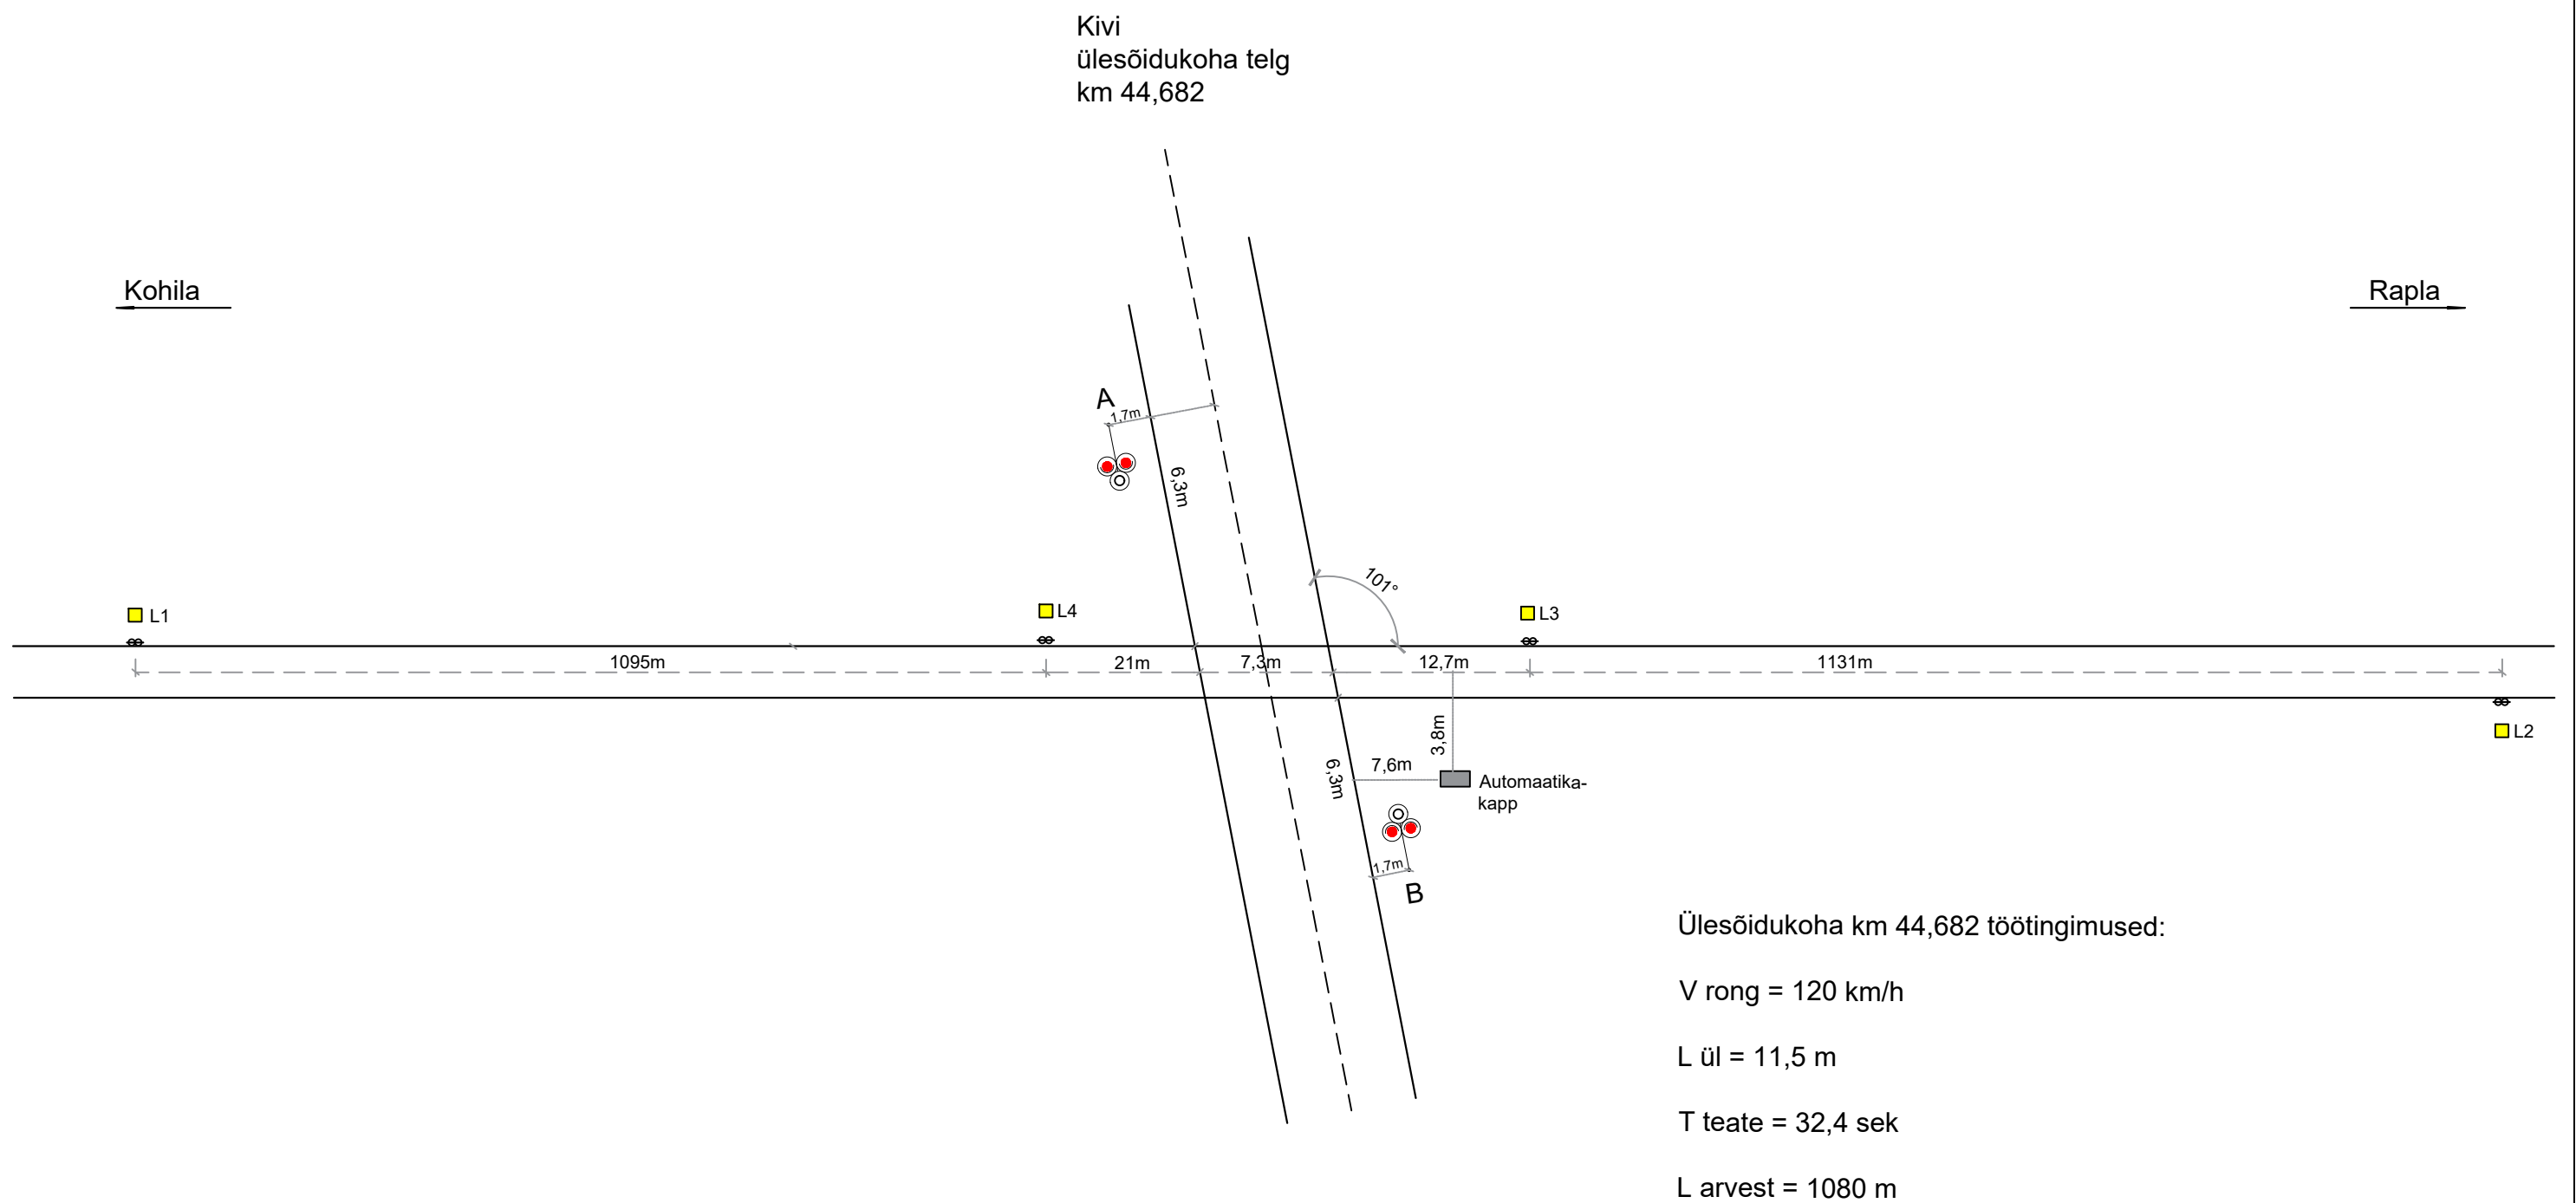 Kivi
ülesõidukoha telg
km 44,682
Kohila
Rapla
A
1,7m
6,3m
101°
L1
L4
L3
1095m
21m
7,3m
12,7m
1131m
3,8m
L2
6,3m
7,6m
Automaatika-
kapp
1,7m
B
Ülesõidukoha km 44,682 töötingimused:
V rong = 120 km/h
L ül = 11,5 m
T teate = 32,4 sek
L arvest = 1080 m